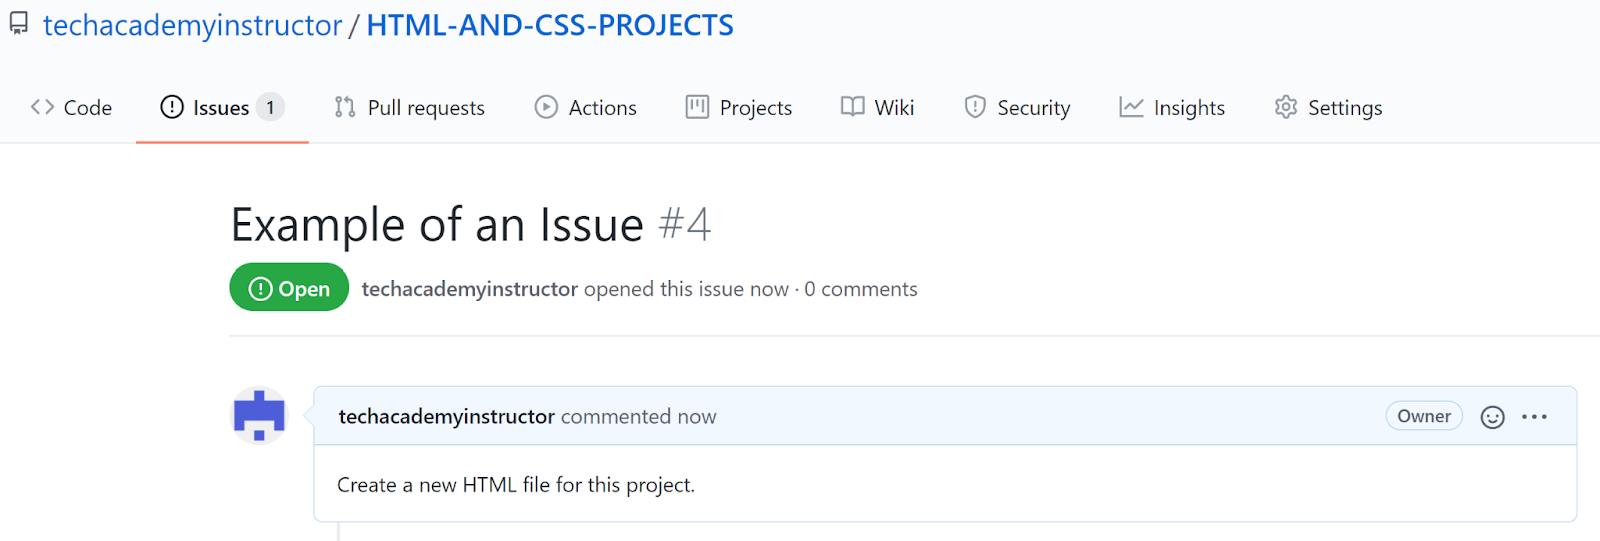 techacademyinstructor / HTML-AND-CSS-PROJECTS
Code Issues 1 Pull requests Actions Projects Wiki Security Insights Settings
Example of an Issue #4
Open techacademyinstructor opened this issue now · 0 comments
techacademyinstructor commented now Owner
Create a new HTML file for this project.